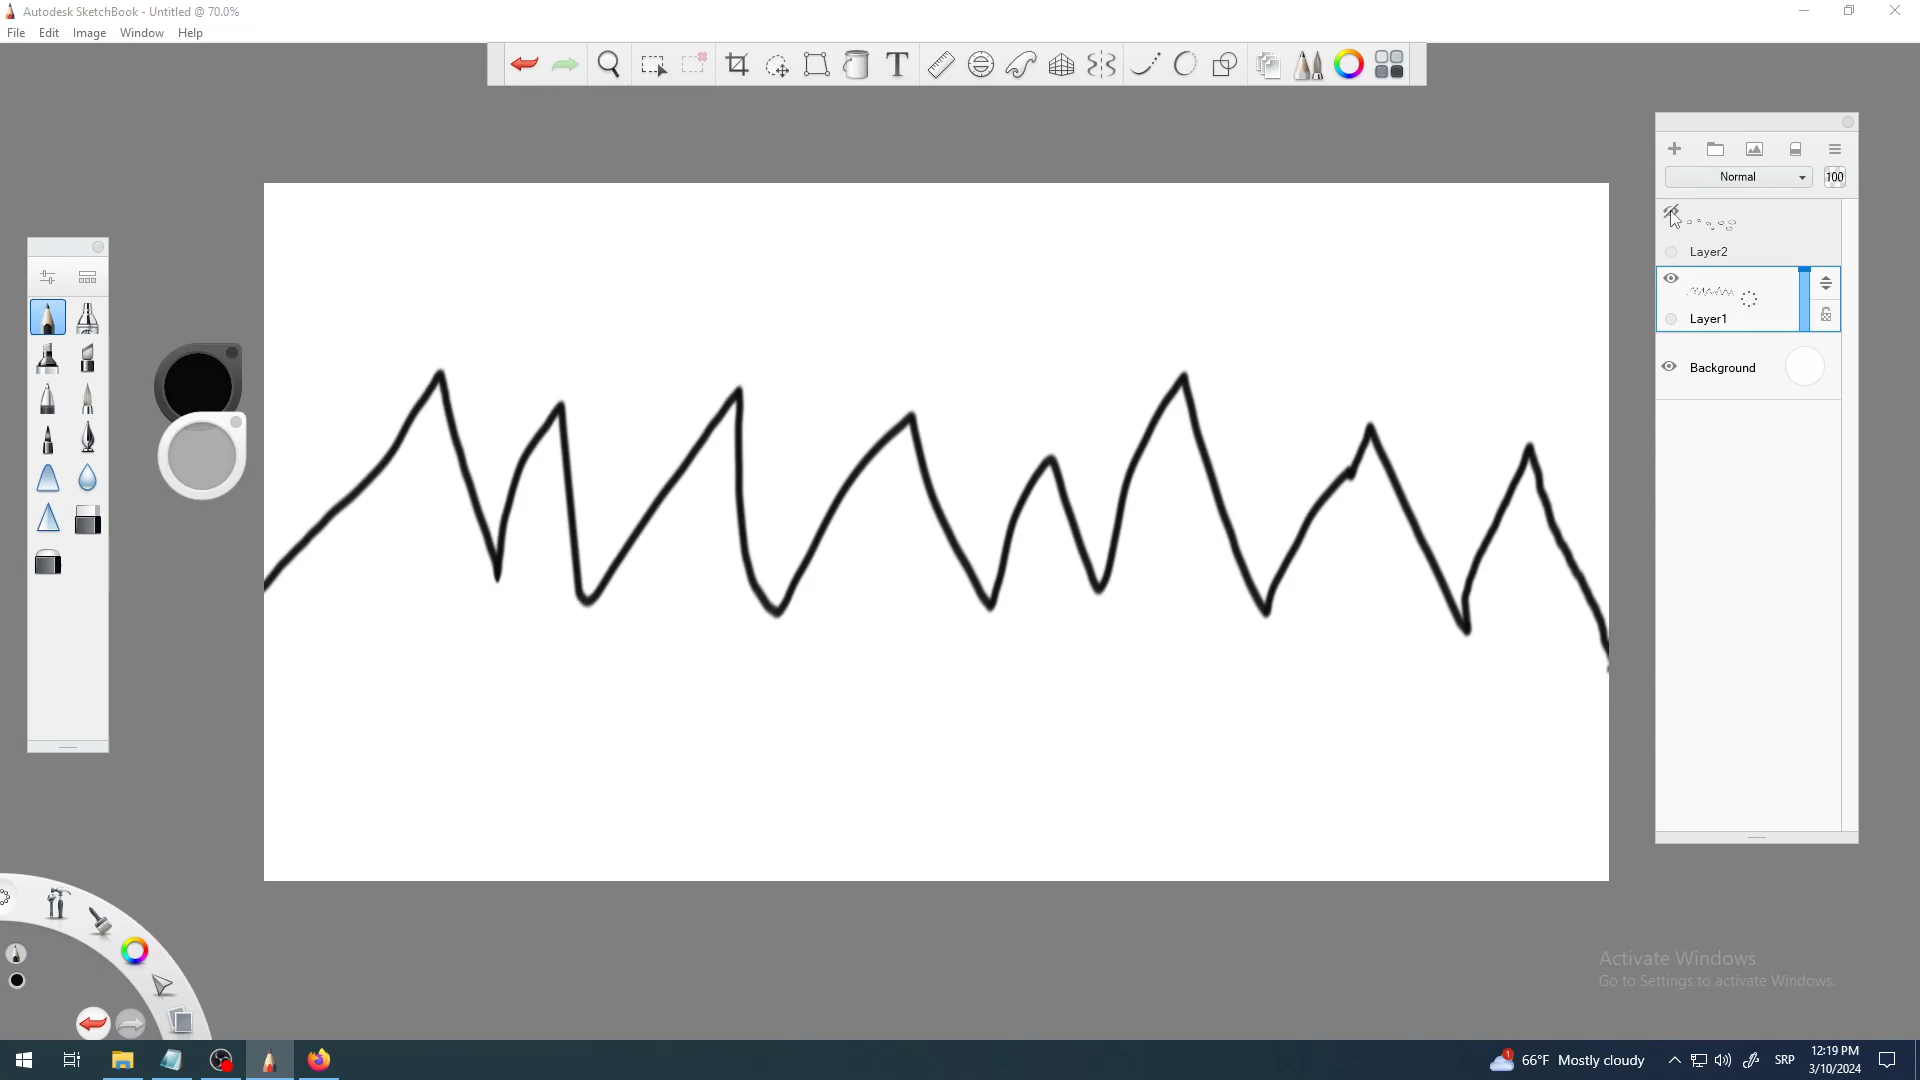 Autodesk SketchBook - Untitled @ 70.0%
File Edit Image Window Help
T
Normal 100
Layer2
Layer1
Background
Activate Windows
Go to Settings to activate Windows.
1 66°F Mostly cloudy SRP 12:19 PM
3/10/2024